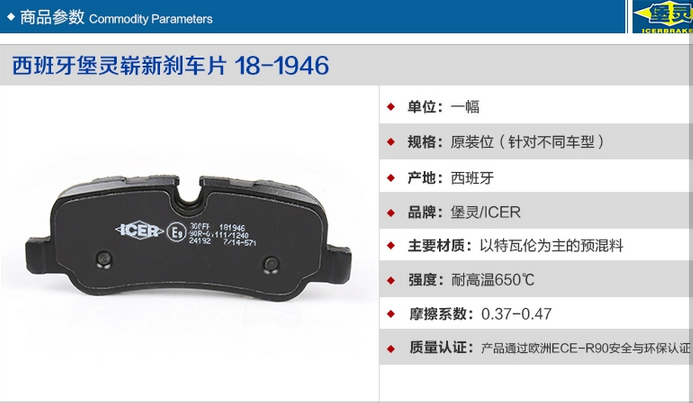 商品参数 Commodity Parameters
堡灵
ICERBRAKE
西班牙堡灵崭新刹车片 18-1946
单位：一幅
规格：原装位（针对不同车型）
产地：西班牙
品牌：堡灵/ICER
主要材质：以特瓦伦为主的预混料
强度：耐高温650℃
摩擦系数：0.37-0.47
质量认证：产品通过欧洲ECE-R90安全与环保认证
ICER
E9
181946
90R-01111/1240
24192 7/14-571